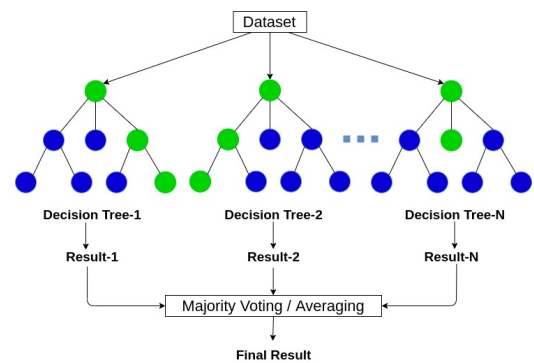 Dataset
Decision Tree-1
Decision Tree-2
Decision Tree-N
Result-1
Result-2
Result-N
Majority Voting / Averaging
Final Result